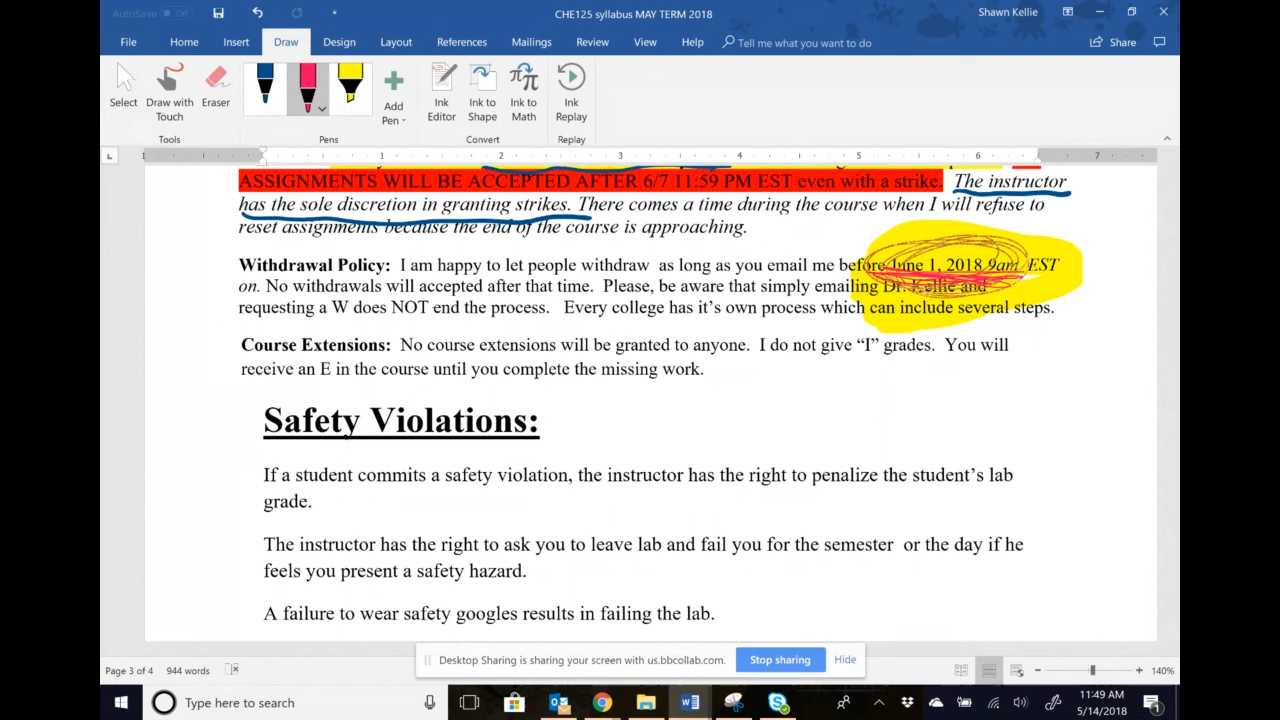 AutoSave Off
CHE125 syllabus MAY TERM 2018
Shawn Kellie
File Home Insert Draw Design Layout References Mailings Review View Help Tell me what you want to do Share
Select Draw with Touch Eraser Add Pen Ink Editor Ink to Shape Ink to Math Ink Replay
Tools Pens Convert Replay
1 1 2 3 4 5 6 7
ASSIGNMENTS WILL BE ACCEPTED AFTER 6/7 11:59 PM EST even with a strike. The instructor
has the sole discretion in granting strikes. There comes a time during the course when I will refuse to
reset assignments because the end of the course is approaching.
Withdrawal Policy: I am happy to let people withdraw as long as you email me before June 1, 2018 9am EST
on. No withdrawals will accepted after that time. Please, be aware that simply emailing Dr. Kellie and
requesting a W does NOT end the process. Every college has it's own process which can include several steps.
Course Extensions: No course extensions will be granted to anyone. I do not give “I” grades. You will
receive an E in the course until you complete the missing work.
Safety Violations:
If a student commits a safety violation, the instructor has the right to penalize the student's lab
grade.
The instructor has the right to ask you to leave lab and fail you for the semester or the day if he
feels you present a safety hazard.
A failure to wear safety googles results in failing the lab.
Desktop Sharing is sharing your screen with us.bbcollab.com. Stop sharing Hide
Page 3 of 4 944 words 140%
Type here to search
11:49 AM
5/14/2018
1